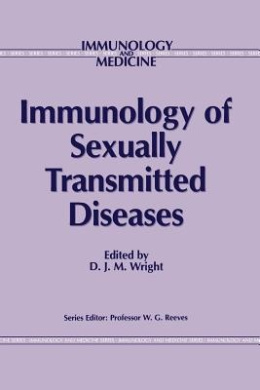 IMMUNOLOGY
AND
MEDICINE
Immunology of
Sexually
Transmitted
Diseases
Edited by
D. J. M. Wright
Series Editor: Professor W. G. Reeves